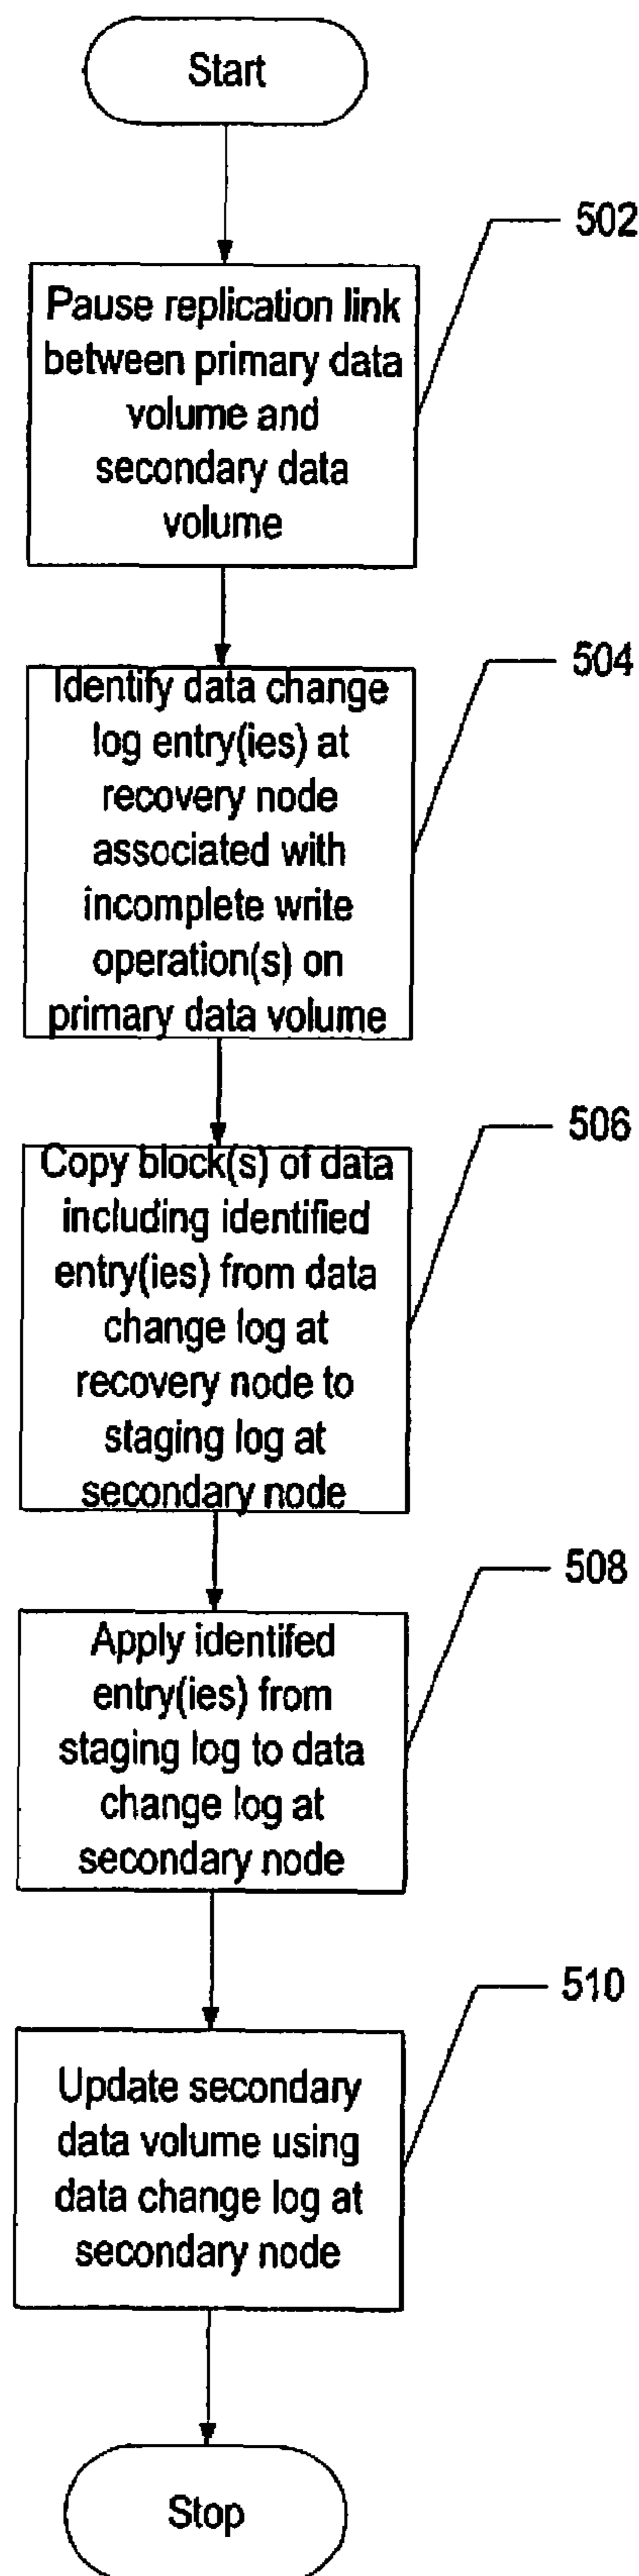 Start
502
Pause replication link
between primary data
volume and
secondary data
volume
504
Identify data change
log entry(ies) at
recovery node
associated with
incomplete write
operation(s) on
primary data volume
506
Copy block(s) of data
including identified
entry(ies) from data
change log at
recovery node to
staging log at
secondary node
508
Apply identifed
entry(ies) from
staging log to data
change log at
secondary node
510
Update secondary
data volume using
data change log at
secondary node
Stop